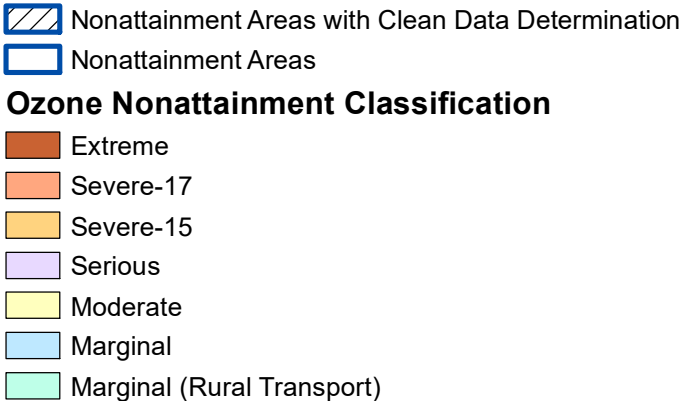 Nonattainment Areas with Clean Data Determination
Nonattainment Areas
Ozone Nonattainment Classification
Extreme
Severe-17
Severe-15
Serious
Moderate
Marginal
Marginal (Rural Transport)